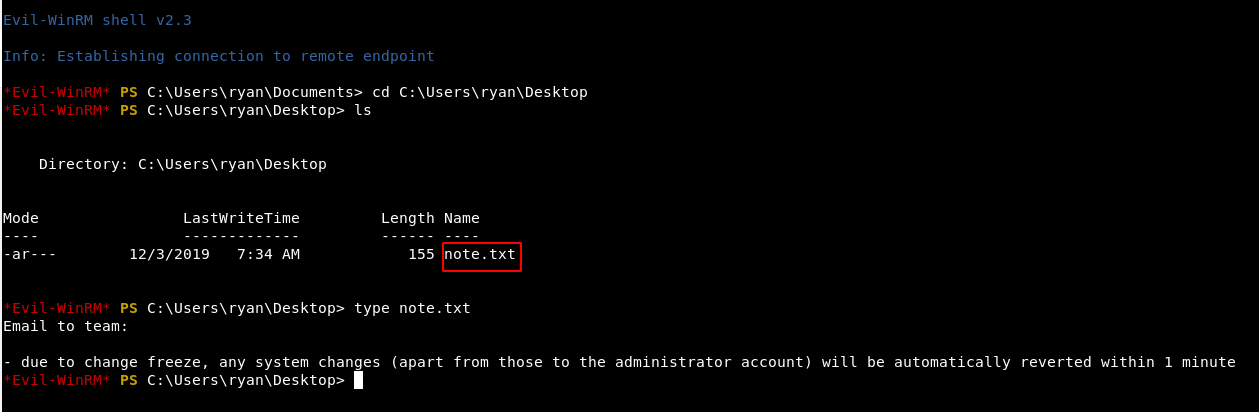 Evil-WinRM shell v2.3
Info: Establishing connection to remote endpoint
*Evil-WinRM* PS C:\Users\ryan\Documents> cd C:\Users\ryan\Desktop
*Evil-WinRM* PS C:\Users\ryan\Desktop> ls
    Directory: C:\Users\ryan\Desktop
Mode                LastWriteTime         Length Name
----                -------------         ------ ----
-ar---        12/3/2019   7:34 AM            155 note.txt
*Evil-WinRM* PS C:\Users\ryan\Desktop> type note.txt
Email to team:
- due to change freeze, any system changes (apart from those to the administrator account) will be automatically reverted within 1 minute
*Evil-WinRM* PS C:\Users\ryan\Desktop>